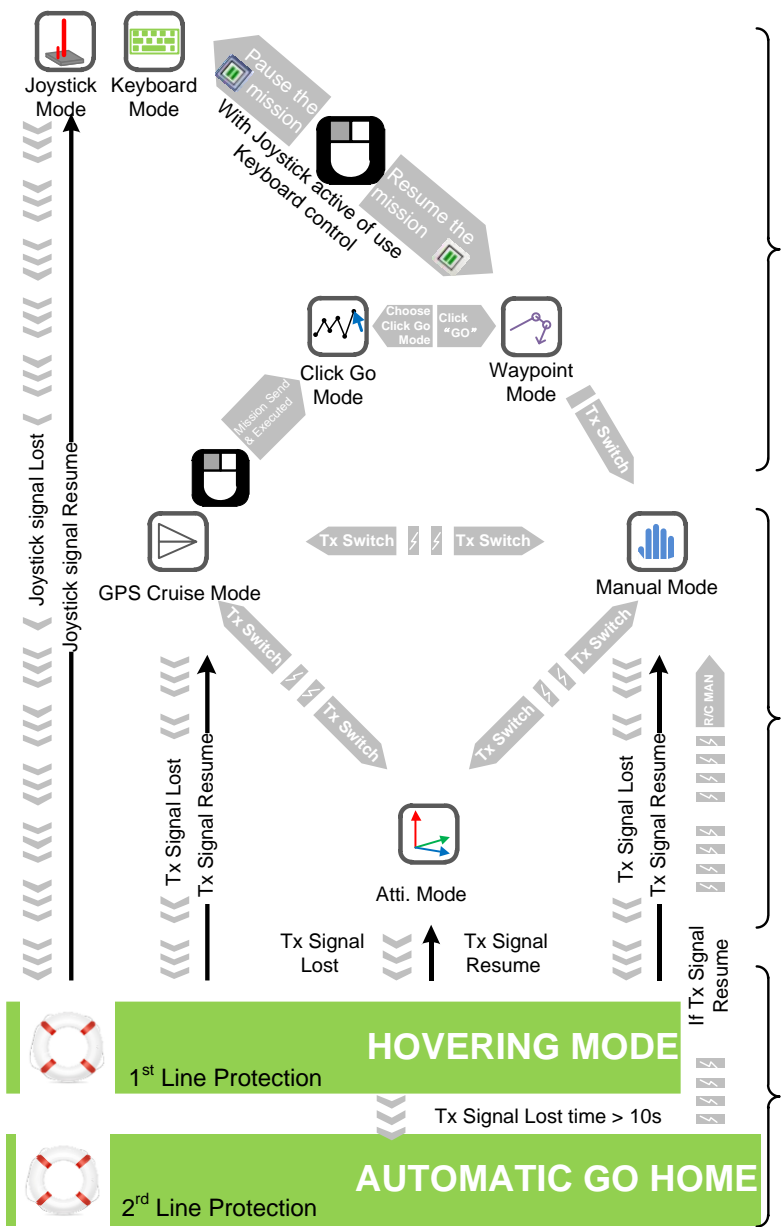 Joystick
Mode
Keyboard
Mode
Pause the
mission
With Joystick active of use
Keyboard control
Resume the
mission
Choose
Click Go
Mode
Click
"GO"
Click Go
Mode
Waypoint
Mode
Mission Send
& Executed
Tx Switch
Joystick signal Lost
Joystick signal Resume
GPS Cruise Mode
Tx Switch
Tx Switch
Manual Mode
Tx Switch
Tx Switch
Tx Switch
Tx Switch
R/C MAN
Tx Signal Lost
Tx Signal Resume
Tx Signal Lost
Tx Signal Resume
Atti. Mode
Tx Signal
Lost
Tx Signal
Resume
If Tx Signal
Resume
HOVERING MODE
1st Line Protection
Tx Signal Lost time > 10s
AUTOMATIC GO HOME
2rd Line Protection